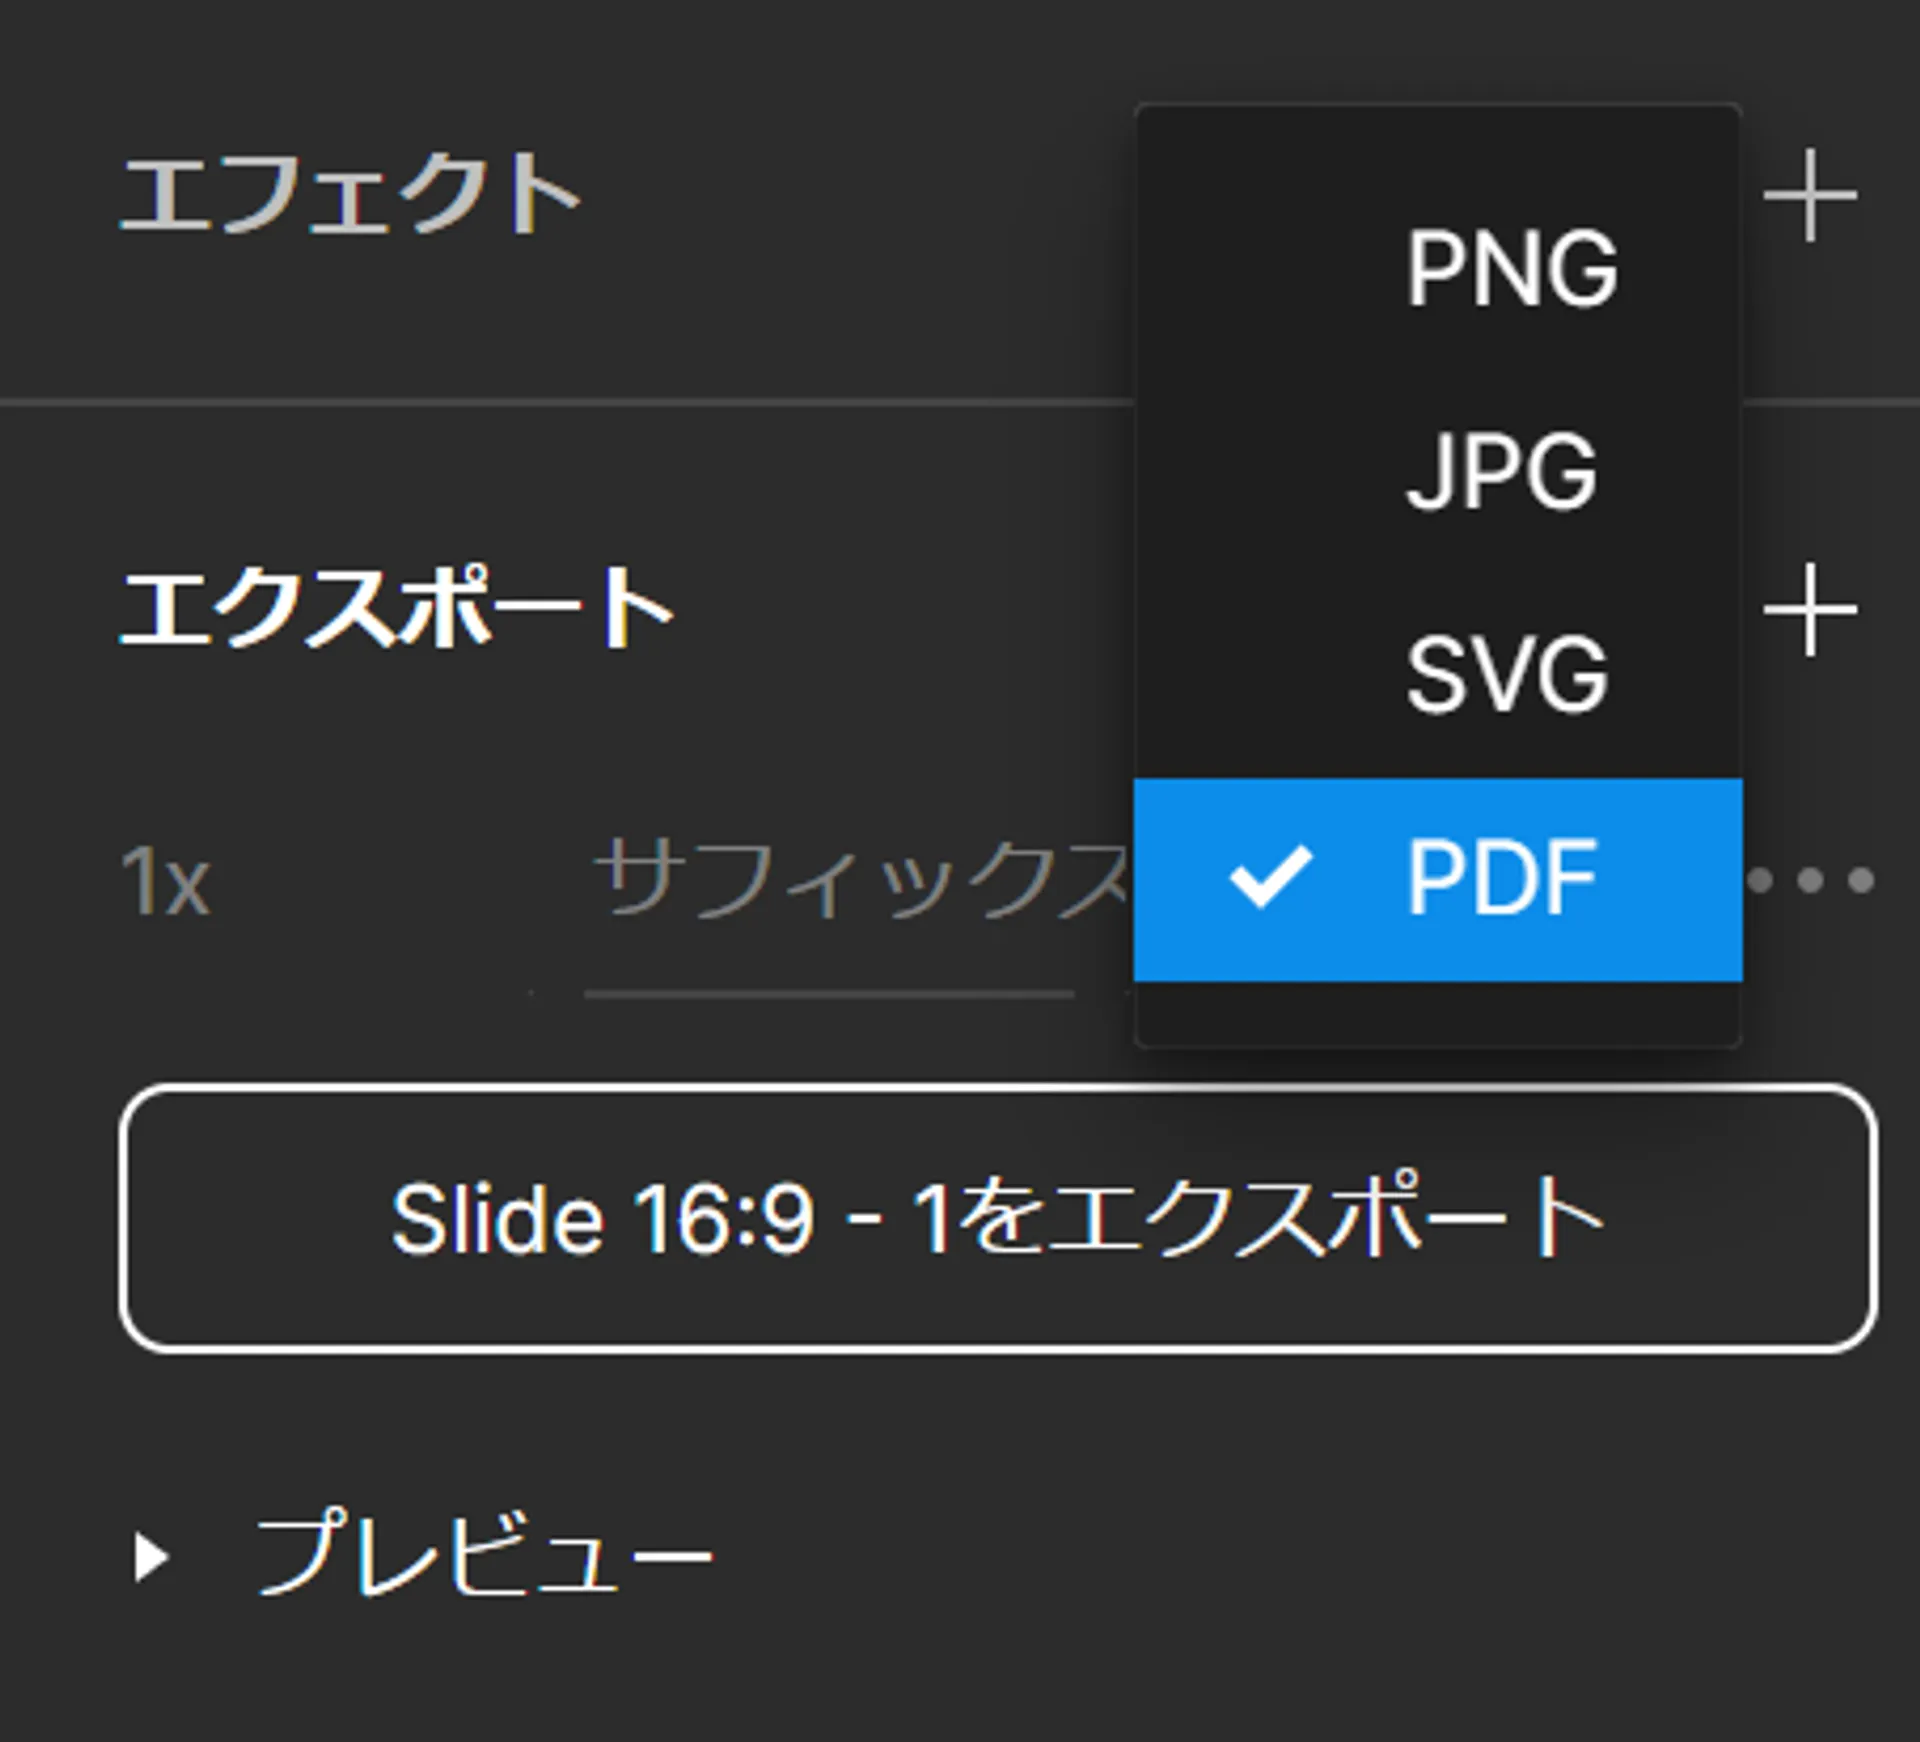 エフェクト
PNG
JPG
エクスポート
SVG
1x
サフィックス
PDF
Slide 16:9 - 1をエクスポート
プレビュー